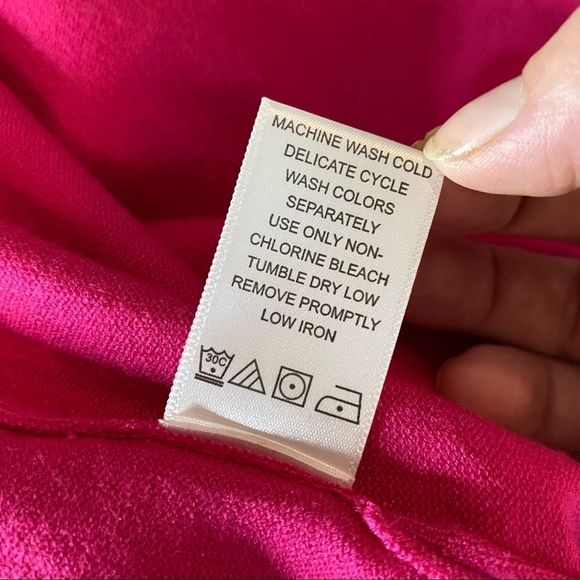 MACHINE WASH COLD
DELICATE CYCLE
WASH COLORS
SEPARATELY
USE ONLY NON-
CHLORINE BLEACH
TUMBLE DRY LOW
REMOVE PROMPTLY
LOW IRON
30C